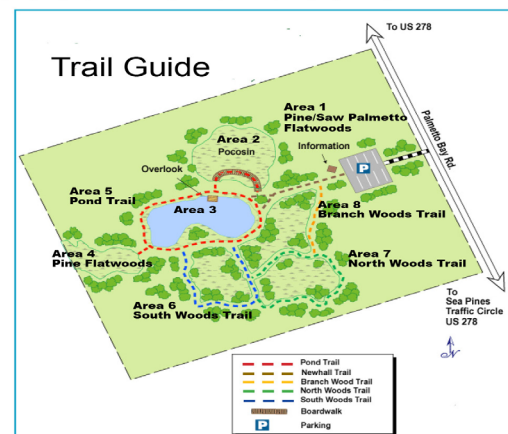 To US 278
Trail Guide
Palmetto Bay Rd.
Area 1
Pine/Saw Palmetto
Flatwoods
Area 2
Pocosin
Information
P
Overlook
Area 5
Pond Trail
Area 3
Area 8
Branch Woods Trail
Area 4
Pine Flatwoods
Area 7
North Woods Trail
Area 6
South Woods Trail
To
Sea Pines
Traffic Circle
US 278
N
Pond Trail
Newhall Trail
Branch Wood Trail
North Woods Trail
South Woods Trail
Boardwalk
P Parking